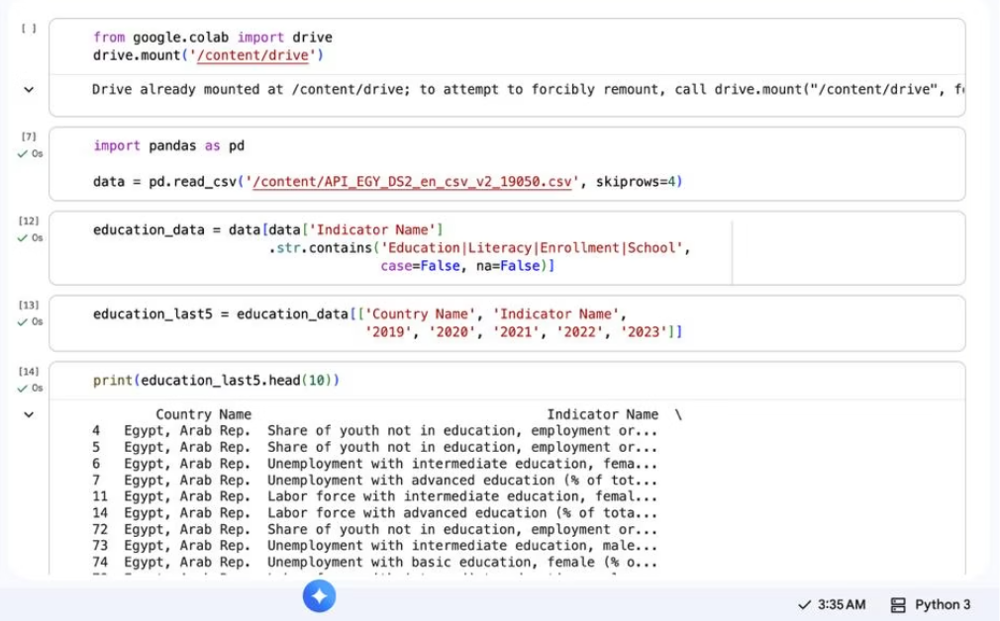 [ ]
from google.colab import drive
drive.mount('/content/drive')
Drive already mounted at /content/drive; to attempt to forcibly remount, call drive.mount("/content/drive", f
[7]
0s
import pandas as pd
data = pd.read_csv('/content/API_EGY_DS2_en_csv_v2_19050.csv', skiprows=4)
[12]
0s
education_data = data[data['Indicator Name']
.str.contains('Education|Literacy|Enrollment|School',
case=False, na=False)]
[13]
0s
education_last5 = education_data[['Country Name', 'Indicator Name',
'2019', '2020', '2021', '2022', '2023']]
[14]
0s
print(education_last5.head(10))
Country Name Indicator Name \
4 Egypt, Arab Rep. Share of youth not in education, employment or...
5 Egypt, Arab Rep. Share of youth not in education, employment or...
6 Egypt, Arab Rep. Unemployment with intermediate education, fema...
7 Egypt, Arab Rep. Unemployment with advanced education (% of tot...
11 Egypt, Arab Rep. Labor force with intermediate education, femal...
14 Egypt, Arab Rep. Labor force with advanced education (% of tota...
72 Egypt, Arab Rep. Share of youth not in education, employment or...
73 Egypt, Arab Rep. Unemployment with intermediate education, male...
74 Egypt, Arab Rep. Unemployment with basic education, female (% o...
3:35 AM Python 3